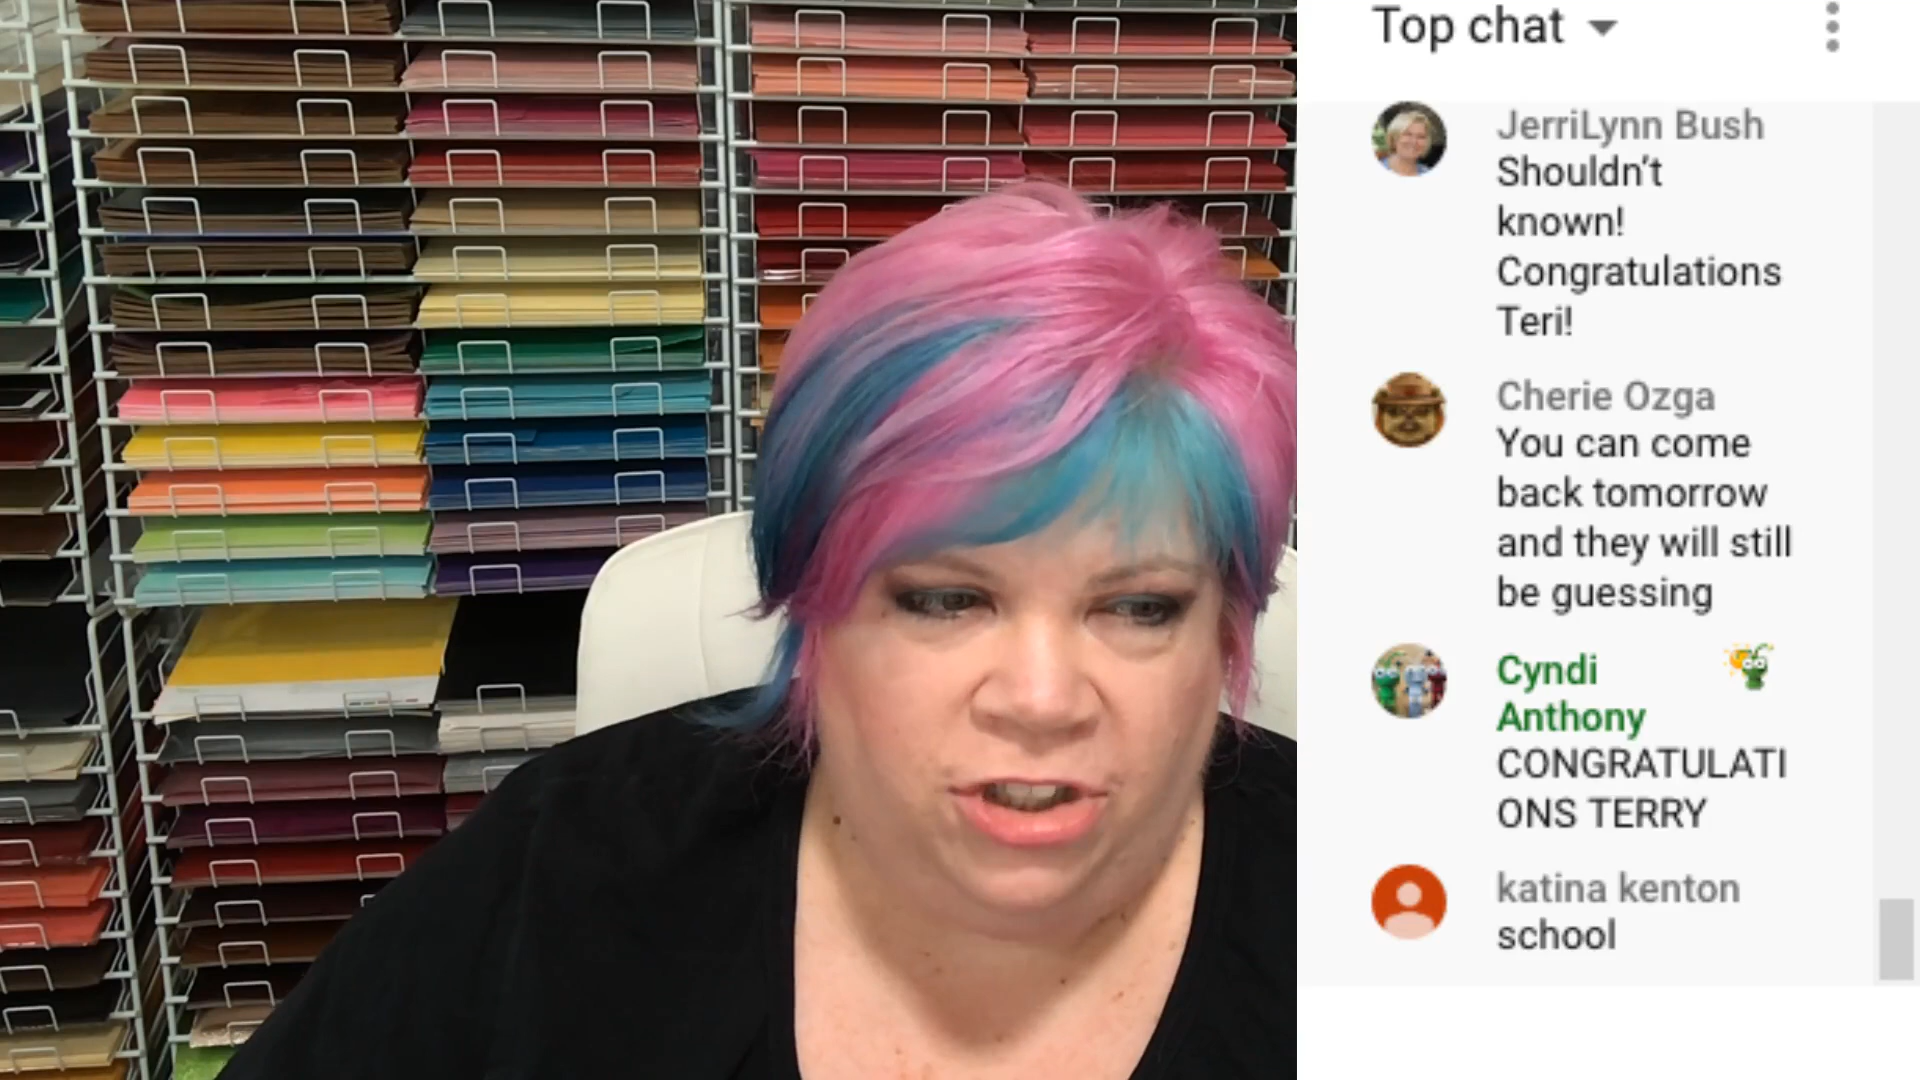 Top chat
JerriLynn Bush
Shouldn't
known!
Congratulations
Teri!
Cherie Ozga
You can come
back tomorrow
and they will still
be guessing
Cyndi
Anthony
CONGRATULATI
ONS TERRY
katina kenton
school